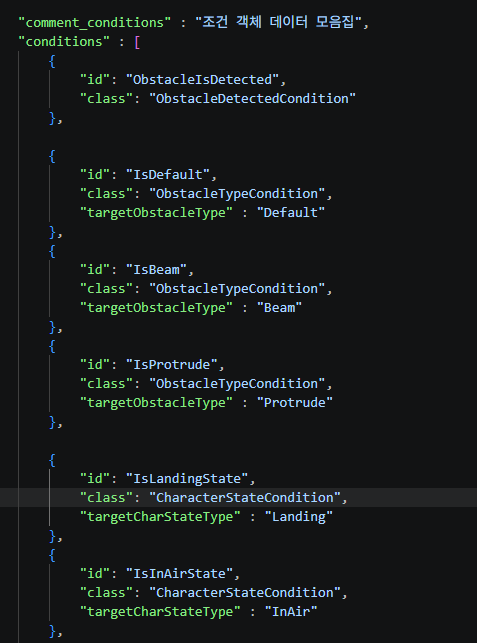 "comment_conditions" : "조건 객체 데이터 모음집",
"conditions" : [
{
"id": "ObstacleIsDetected",
"class": "ObstacleDetectedCondition"
},
{
"id": "IsDefault",
"class": "ObstacleTypeCondition",
"targetObstacleType" : "Default"
},
{
"id": "IsBeam",
"class": "ObstacleTypeCondition",
"targetObstacleType" : "Beam"
},
{
"id": "IsProtrude",
"class": "ObstacleTypeCondition",
"targetObstacleType" : "Protrude"
},
{
"id": "IsLandingState",
"class": "CharacterStateCondition",
"targetCharStateType" : "Landing"
},
{
"id": "IsInAirState",
"class": "CharacterStateCondition",
"targetCharStateType" : "InAir"
},